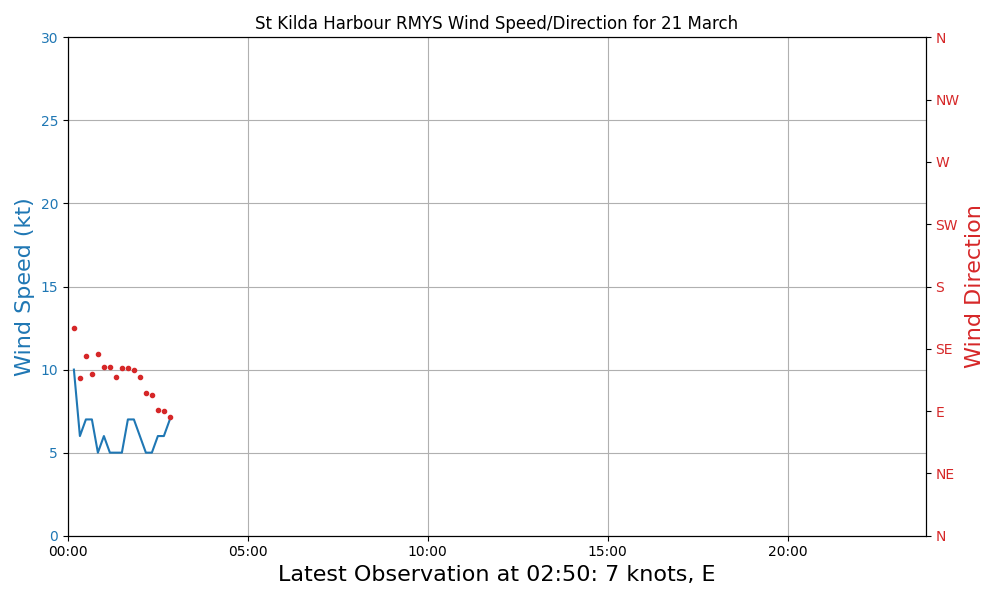 St Kilda Harbour RMYS Wind Speed/Direction for 21 March
30
25
20
15
10
5
0
Wind Speed (kt)
N
NW
W
SW
S
SE
E
NE
N
Wind Direction
00:00 05:00 10:00 15:00 20:00
Latest Observation at 02:50: 7 knots, E